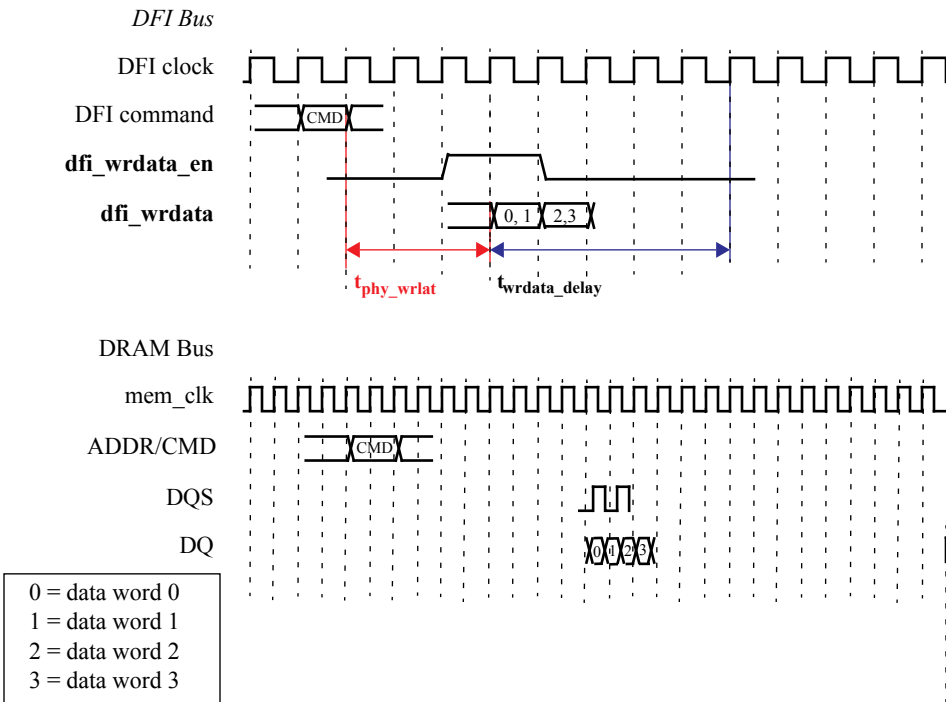 DFI Bus
DFI clock
DFI command
CMD
dfi_wrdata_en
dfi_wrdata
0, 1
2,3
tphy_wrlat
twrdata_delay
DRAM Bus
mem_clk
ADDR/CMD
CMD
DQS
DQ
0 1 2 3
0 = data word 0
1 = data word 1
2 = data word 2
3 = data word 3